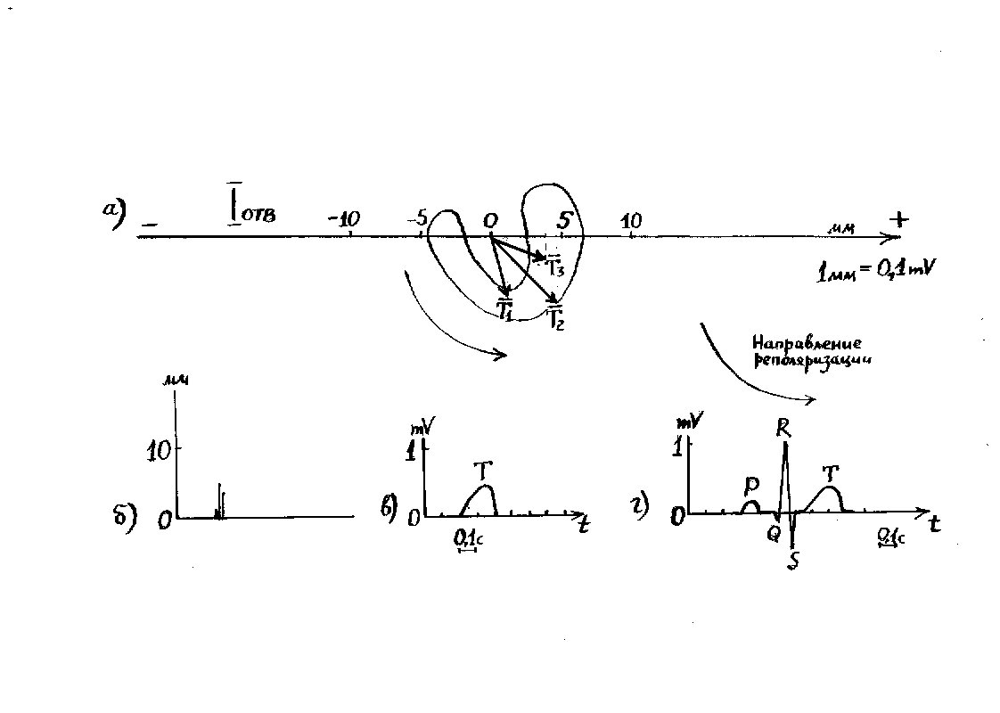 а) − I ОТВ -10 -5 0 5 10 мм +
1мм = 0,1mV
T₁ T₂ T₃
Направление
реполяризации
б) мм
10
0
в) mV
1
T
0 t
0,1с
г) mV
1
P R T
0 Q S t
0,1с